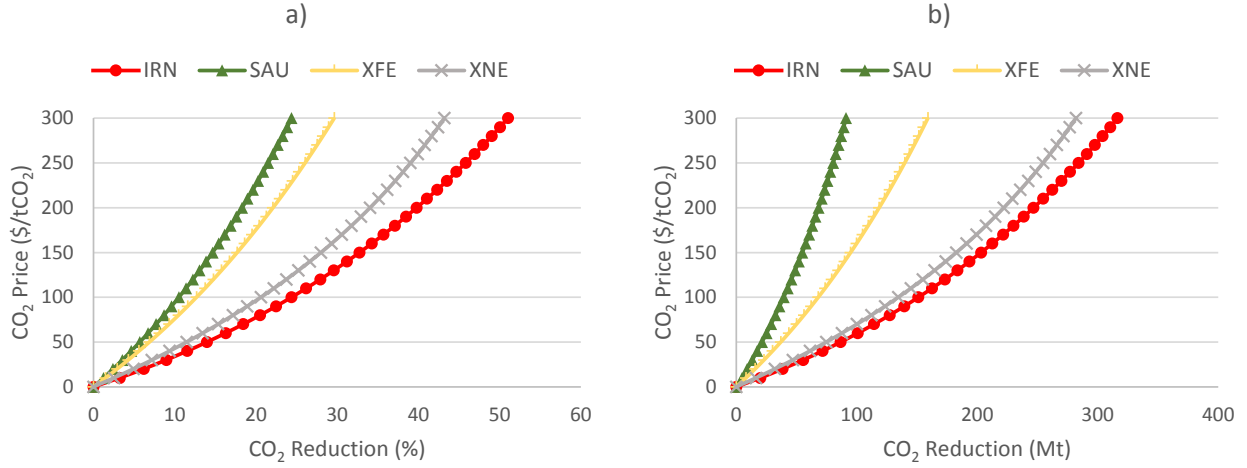 a)
IRN SAU XFE XNE
CO₂ Price ($/tCO₂)
300
250
200
150
100
50
0
0 10 20 30 40 50 60
CO₂ Reduction (%)
b)
IRN SAU XFE XNE
CO₂ Price ($/tCO₂)
300
250
200
150
100
50
0
0 100 200 300 400
CO₂ Reduction (Mt)